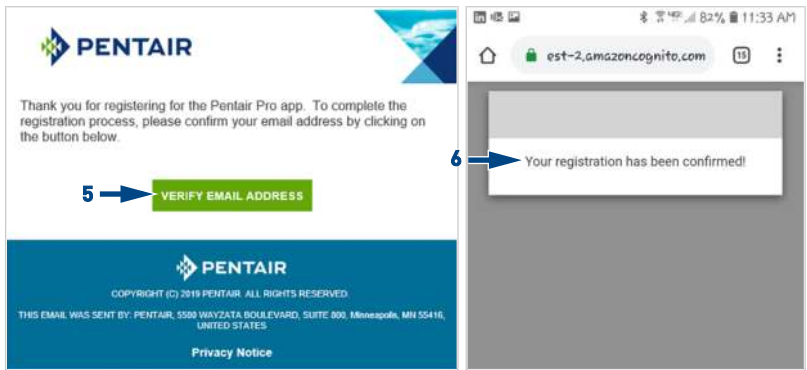 PENTAIR
Thank you for registering for the Pentair Pro app. To complete the
registration process, please confirm your email address by clicking on
the button below.
5
VERIFY EMAIL ADDRESS
PENTAIR
COPYRIGHT (C) 2019 PENTAIR. ALL RIGHTS RESERVED.
THIS EMAIL WAS SENT BY: PENTAIR, 5500 WAYZATA BOULEVARD, SUITE 800, Minneapolis, MN 55416,
UNITED STATES
Privacy Notice
in 82% 11:33 AM
est-2.amazoncognito.com 15
6
Your registration has been confirmed!